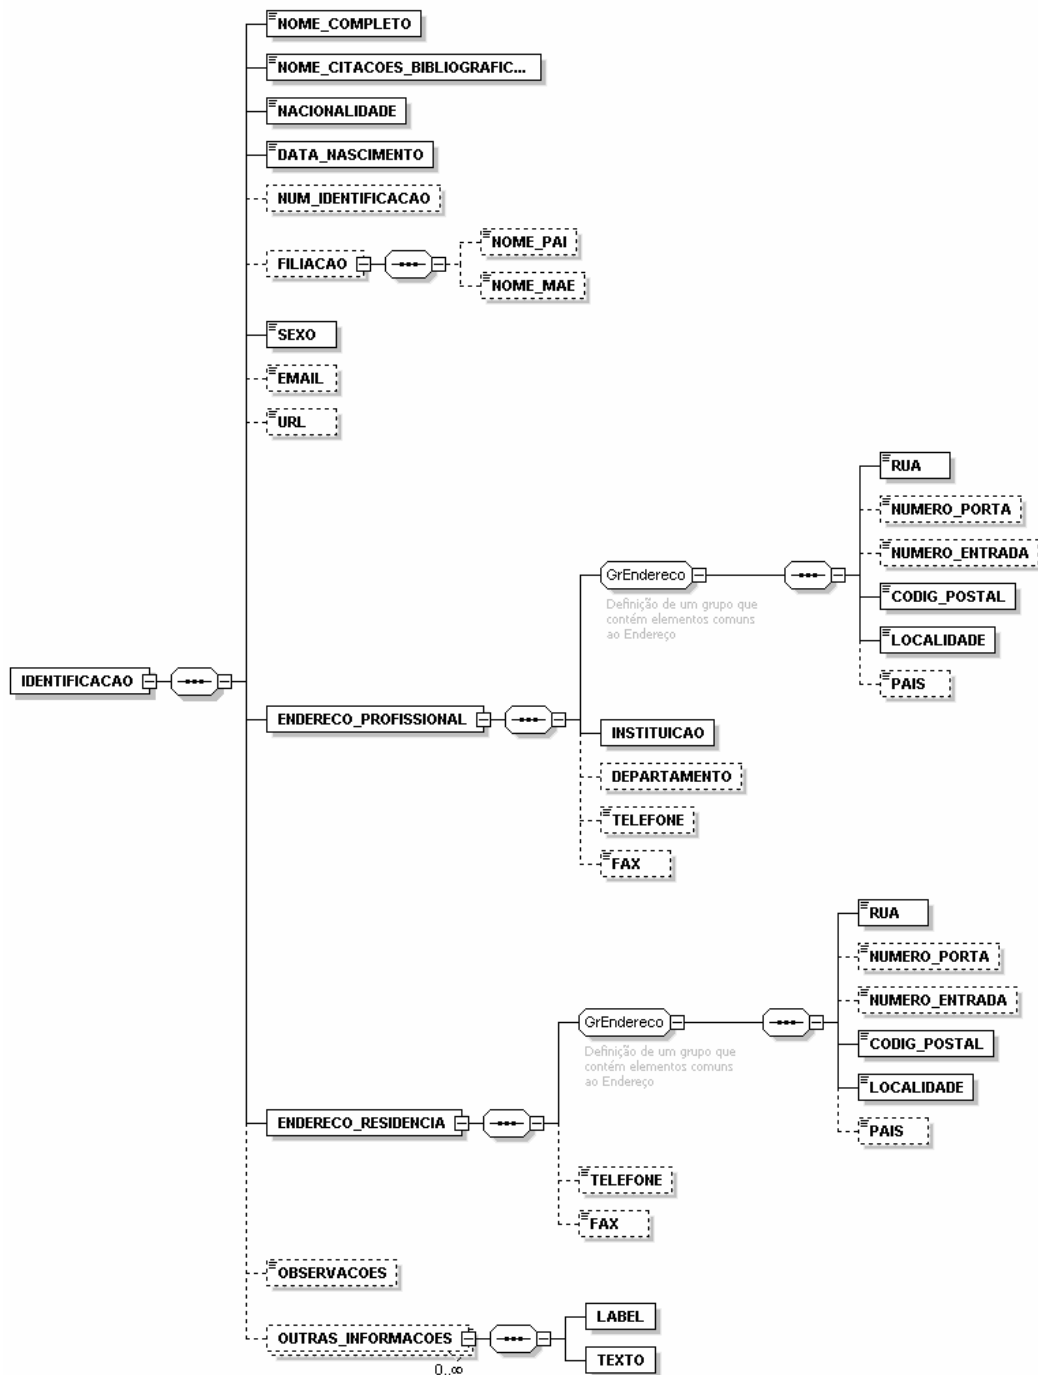 NOME_COMPLETO
NOME_CITACOES_BIBLIOGRAFIC...
NACIONALIDADE
DATA_NASCIMENTO
NUM_IDENTIFICACAO
FILIACAO
NOME_PAI
NOME_MAE
SEXO
EMAIL
URL
IDENTIFICACAO
ENDERECO_PROFISSIONAL
GrEndereco
Definição de um grupo que
contém elementos comuns
ao Endereço
RUA
NUMERO_PORTA
NUMERO_ENTRADA
CODIG_POSTAL
LOCALIDADE
PAIS
INSTITUICAO
DEPARTAMENTO
TELEFONE
FAX
ENDERECO_RESIDENCIA
GrEndereco
Definição de um grupo que
contém elementos comuns
ao Endereço
RUA
NUMERO_PORTA
NUMERO_ENTRADA
CODIG_POSTAL
LOCALIDADE
PAIS
TELEFONE
FAX
OBSERVACOES
OUTRAS_INFORMACOES
0..∞
LABEL
TEXTO